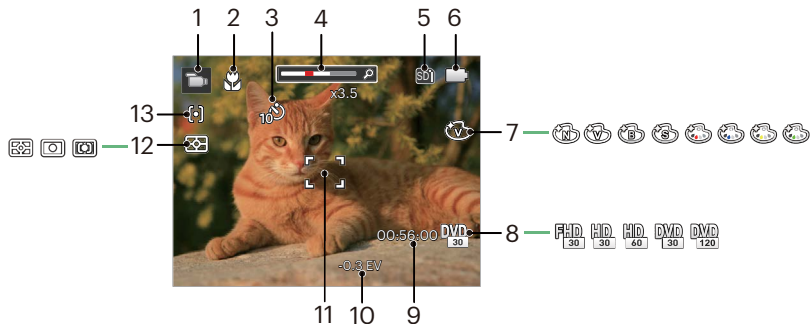 1 2 3 4 5 6
SD
x3.5
10
13
12
V
7 N V B S
00:56:00 DVD 30
8 FHD 30 HD 30 HD 60 DVD 30 DVD 120
-0.3 EV
11 10 9